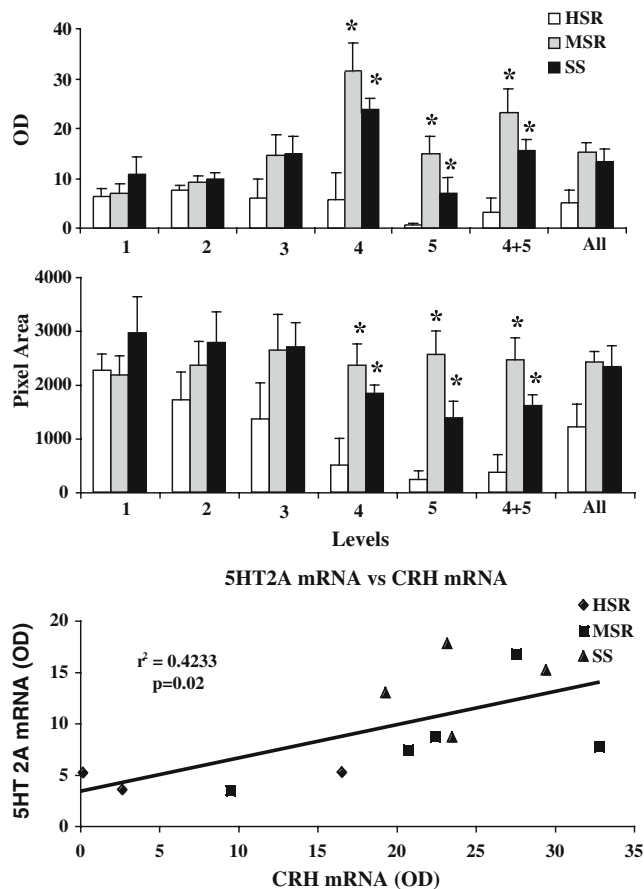 HSR
MSR
SS
OD
40
30
20
10
0
* * * * * *
1 2 3 4 5 4+5 All
Pixel Area
4000
3000
2000
1000
0
* * * * * *
1 2 3 4 5 4+5 All
Levels
5HT2A mRNA vs CRH mRNA
HSR
MSR
SS
r² = 0.4233
p=0.02
5HT 2A mRNA (OD)
20
15
10
5
0
0 5 10 15 20 25 30 35
CRH mRNA (OD)